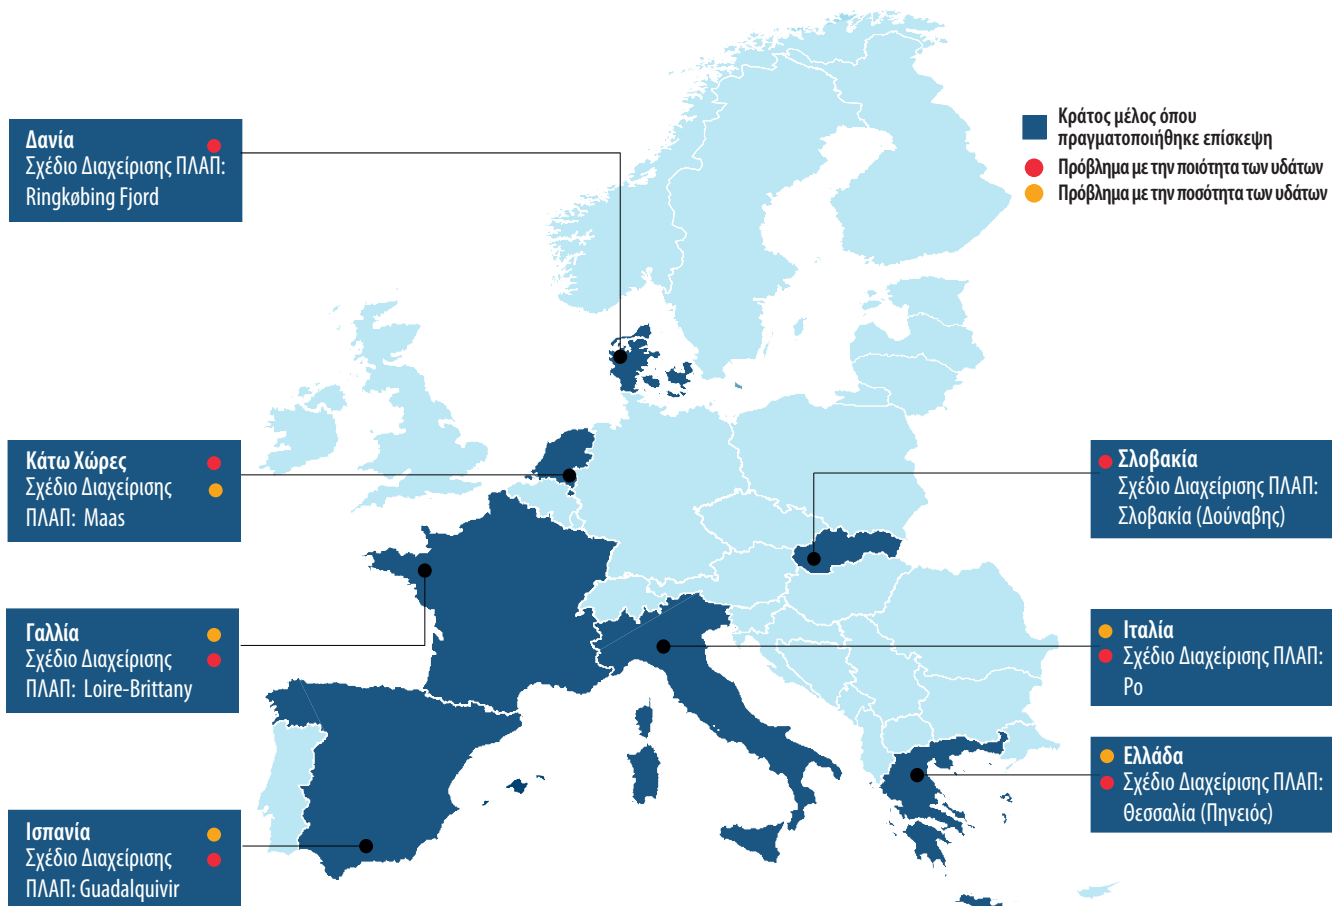 Δανία
Σχέδιο Διαχείρισης ΠΛΑΠ:
Ringkøbing Fjord
Κράτος μέλος όπου
πραγματοποιήθηκε επίσκεψη
Πρόβλημα με την ποιότητα των υδάτων
Πρόβλημα με την ποσότητα των υδάτων
Κάτω Χώρες
Σχέδιο Διαχείρισης
ΠΛΑΠ: Maas
Σλοβακία
Σχέδιο Διαχείρισης ΠΛΑΠ:
Σλοβακία (Δούναβης)
Γαλλία
Σχέδιο Διαχείρισης
ΠΛΑΠ: Loire-Brittany
Ιταλία
Σχέδιο Διαχείρισης ΠΛΑΠ:
Po
Ελλάδα
Σχέδιο Διαχείρισης ΠΛΑΠ:
Θεσσαλία (Πηνειός)
Ισπανία
Σχέδιο Διαχείρισης
ΠΛΑΠ: Guadalquivir